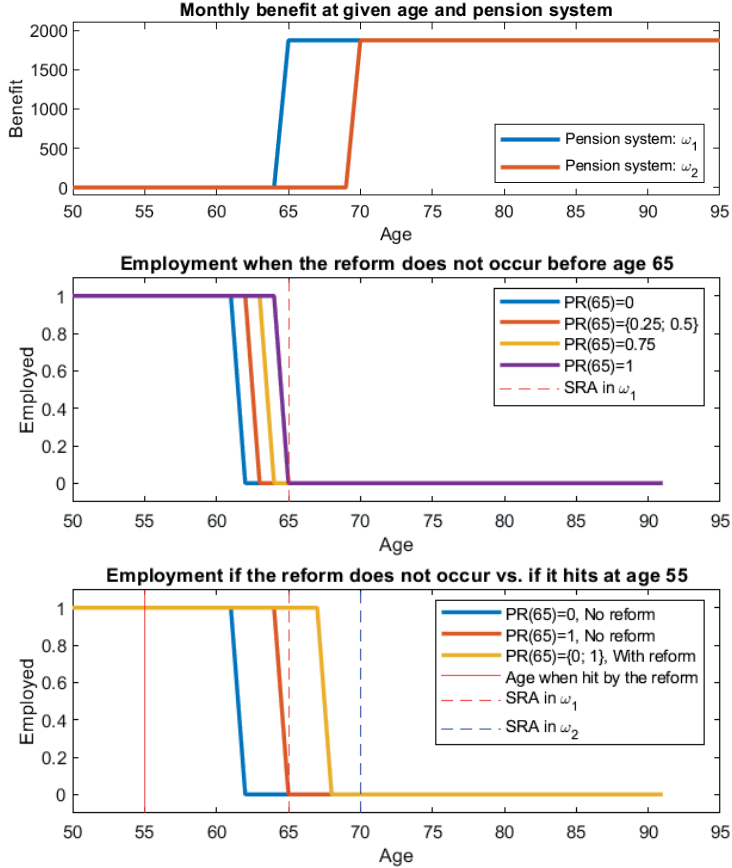 Monthly benefit at given age and pension system
2000
1500
1000
500
0
Benefit
Pension system: ω1
Pension system: ω2
50 55 60 65 70 75 80 85 90 95
Age
Employment when the reform does not occur before age 65
1
0.8
0.6
0.4
0.2
0
Employed
PR(65)=0
PR(65)={0.25; 0.5}
PR(65)=0.75
PR(65)=1
SRA in ω1
50 55 60 65 70 75 80 85 90 95
Age
Employment if the reform does not occur vs. if it hits at age 55
1
0.8
0.6
0.4
0.2
0
Employed
PR(65)=0, No reform
PR(65)=1, No reform
PR(65)={0; 1}, With reform
Age when hit by the reform
SRA in ω1
SRA in ω2
50 55 60 65 70 75 80 85 90 95
Age